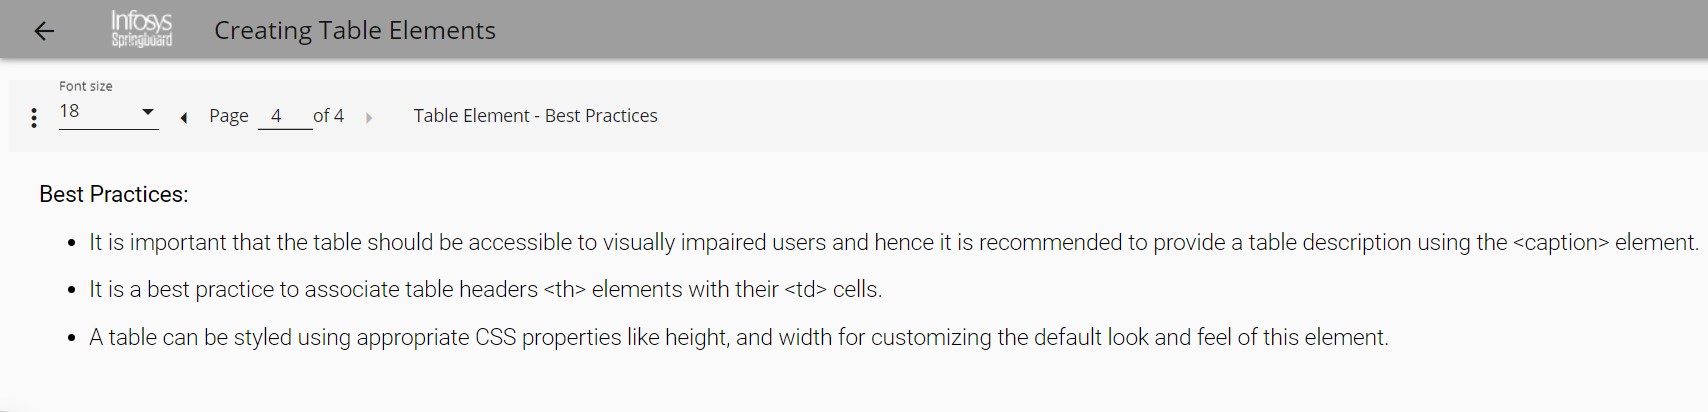 Infosys
Springboard
Creating Table Elements
Font size
18
Page 4 of 4
Table Element - Best Practices
Best Practices:
• It is important that the table should be accessible to visually impaired users and hence it is recommended to provide a table description using the <caption> element.
• It is a best practice to associate table headers <th> elements with their <td> cells.
• A table can be styled using appropriate CSS properties like height, and width for customizing the default look and feel of this element.